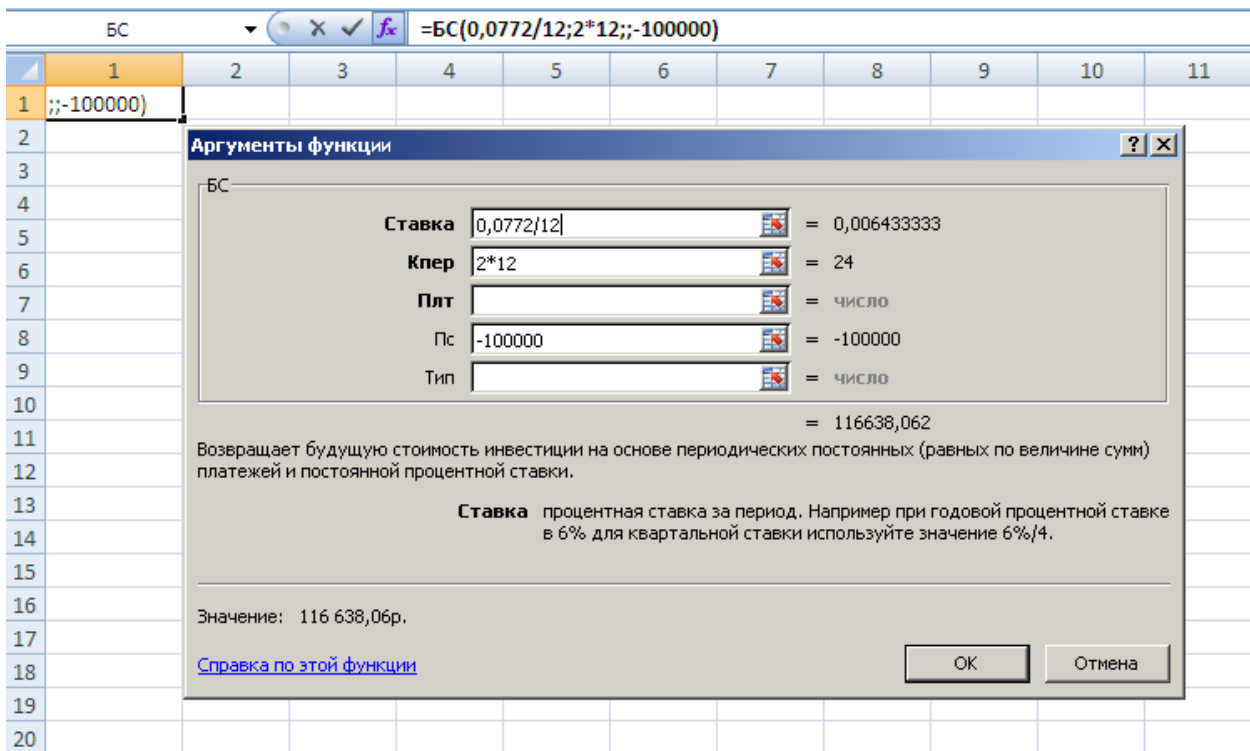 БС fx =БС(0,0772/12;2*12;;-100000)
1 2 3 4 5 6 7 8 9 10 11
1 ;;-100000)
2
Аргументы функции ? X
3
БС
4
Ставка 0,0772/12 = 0,006433333
5
6 Кпер 2*12 = 24
7 Плт = число
8 Пс -100000 = -100000
9 Тип = число
10
= 116638,062
11
Возвращает будущую стоимость инвестиции на основе периодических постоянных (равных по величине сумм)
12 платежей и постоянной процентной ставки.
13 Ставка процентная ставка за период. Например при годовой процентной ставке
14 в 6% для квартальной ставки используйте значение 6%/4.
15
16 Значение: 116 638,06р.
17
18 Справка по этой функции ОК Отмена
19
20